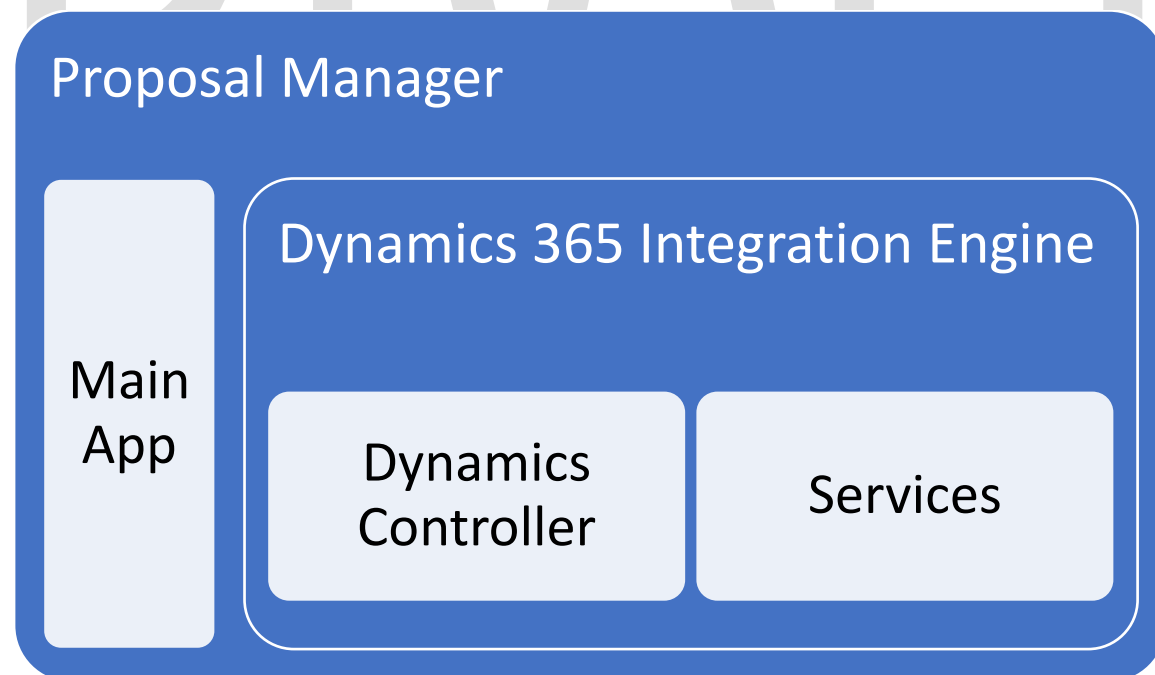 Proposal Manager
Dynamics 365 Integration Engine
Main
App
Dynamics
Controller
Services